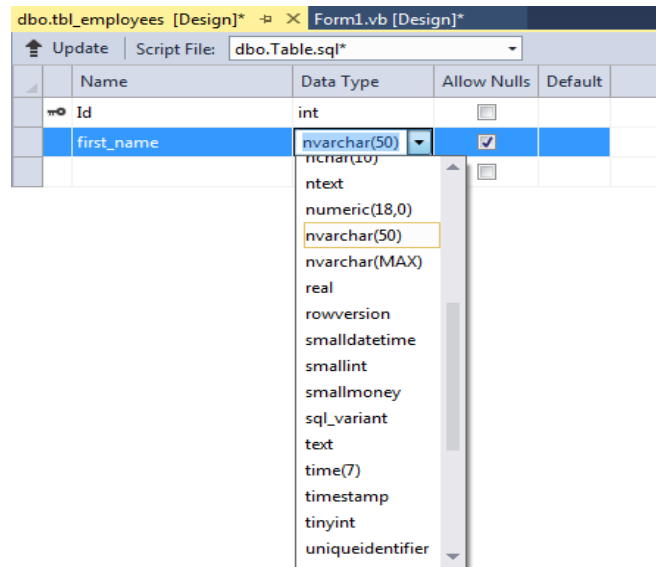 dbo.tbl_employees [Design]* Form1.vb [Design]*
Update Script File: dbo.Table.sql*
Name Data Type Allow Nulls Default
Id int
first_name nvarchar(50)
nchar(10)
ntext
numeric(18,0)
nvarchar(50)
nvarchar(MAX)
real
rowversion
smalldatetime
smallint
smallmoney
sql_variant
text
time(7)
timestamp
tinyint
uniqueidentifier